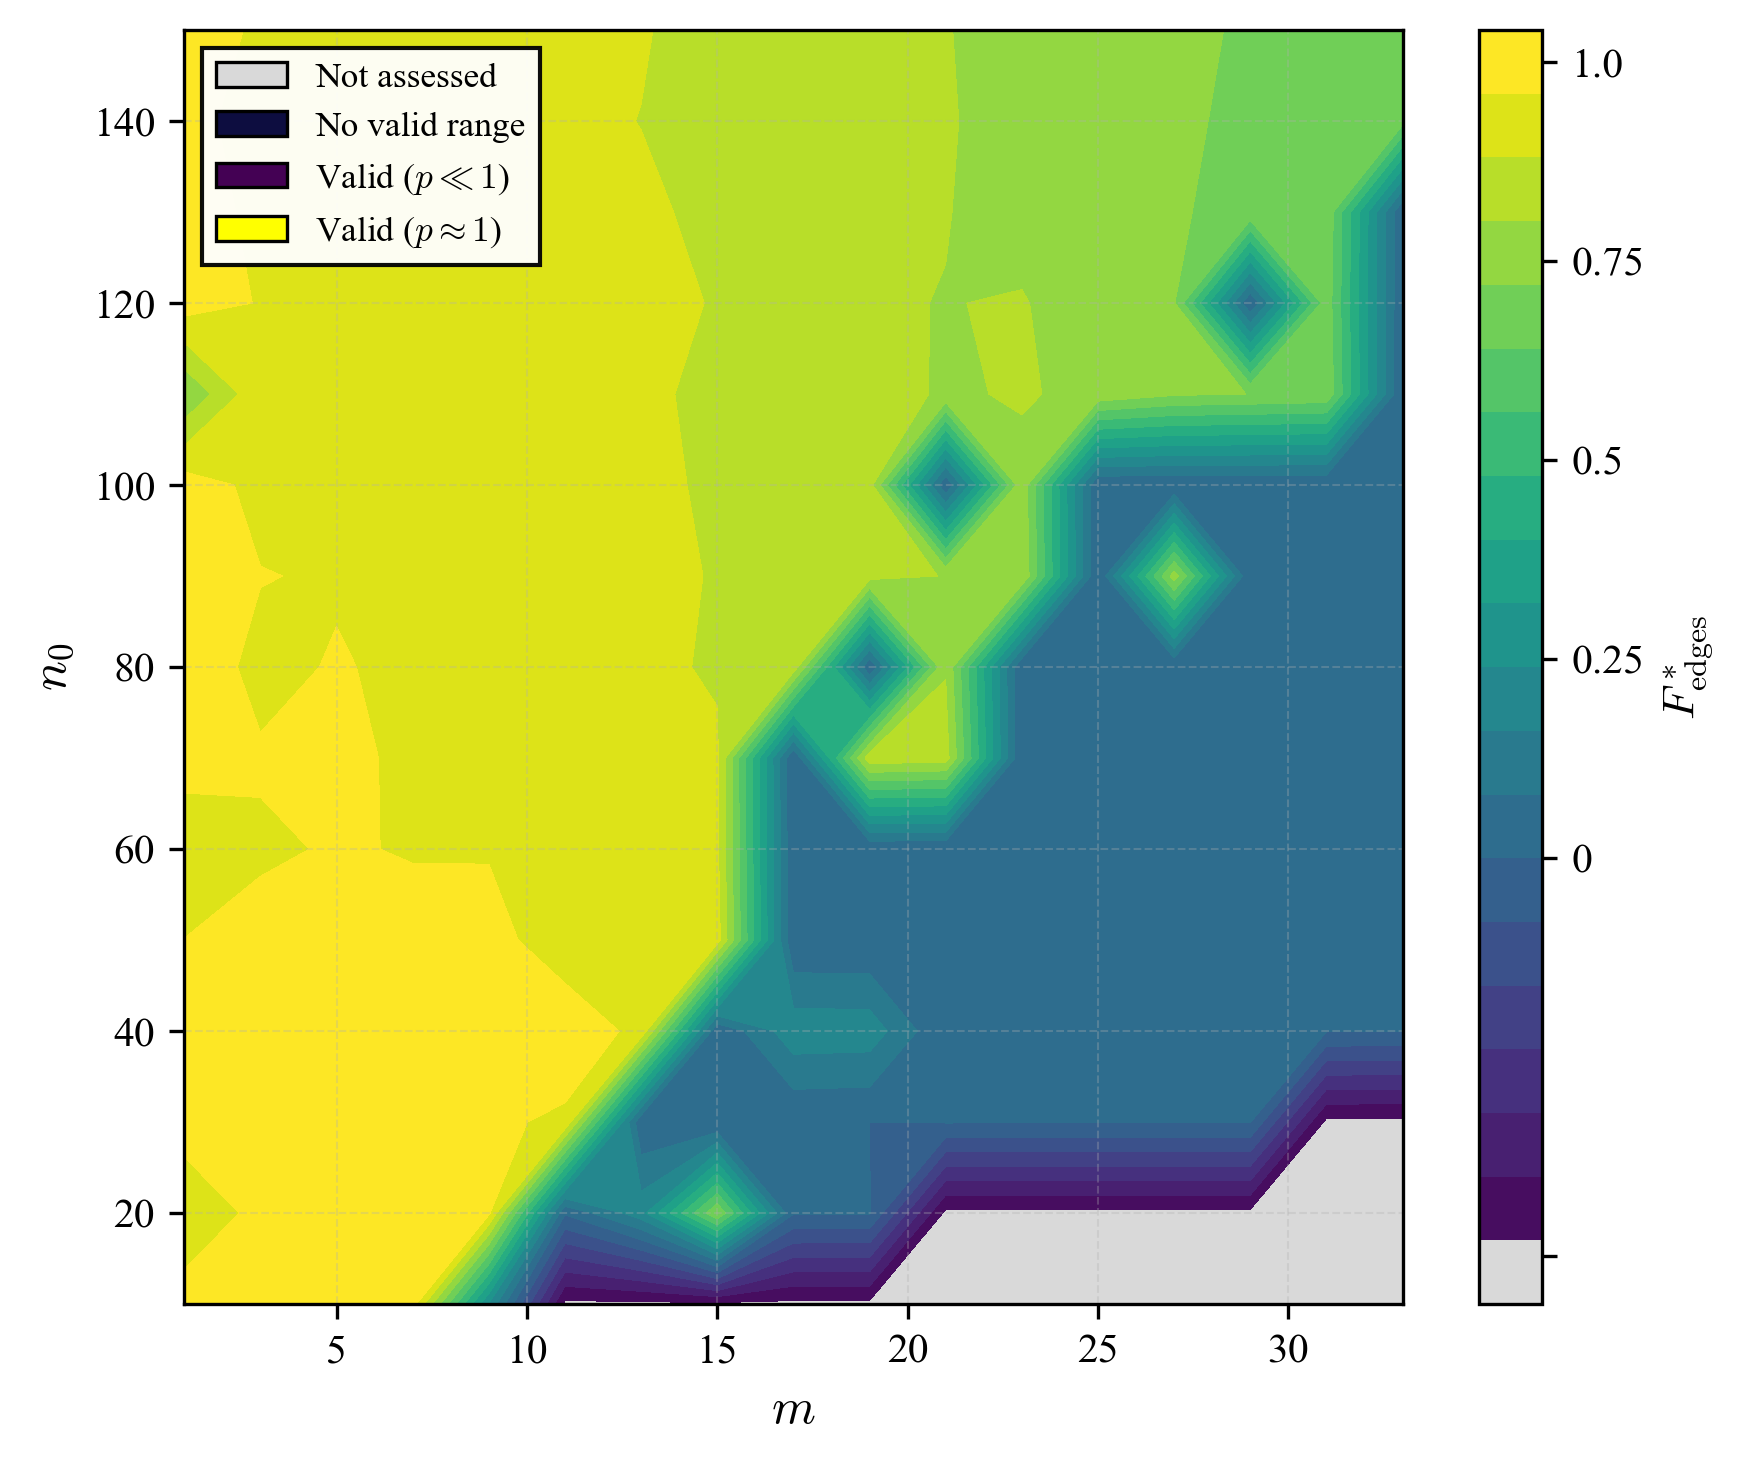 Not assessed
No valid range
Valid (p ≪ 1)
Valid (p ≈ 1)
140
120
100
80
60
40
20
n₀
5
10
15
20
25
30
m
1.0
0.75
0.5
0.25
0
F*edges